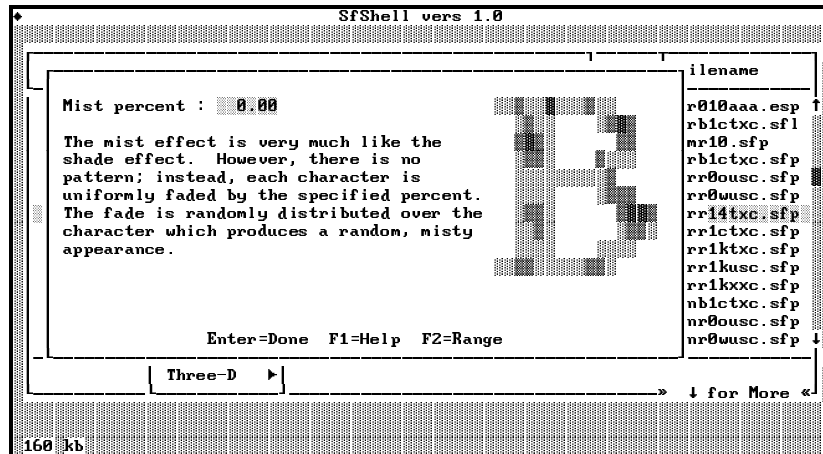 SfShell vers 1.0
ilename
Mist percent : 0.00
The mist effect is very much like the
shade effect. However, there is no
pattern; instead, each character is
uniformly faded by the specified percent.
The fade is randomly distributed over the
character which produces a random, misty
appearance.
Enter=Done F1=Help F2=Range
r010aaa.esp
rb1ctxc.sfl
mr10.sfp
rb1ctxc.sfp
rr0ousc.sfp
rr0wusc.sfp
rr14txc.sfp
rr1ctxc.sfp
rr1ktxc.sfp
rr1kusc.sfp
rr1kxxc.sfp
nb1ctxc.sfp
nr0ousc.sfp
nr0wusc.sfp
Three-D
↓ for More «
160 kb